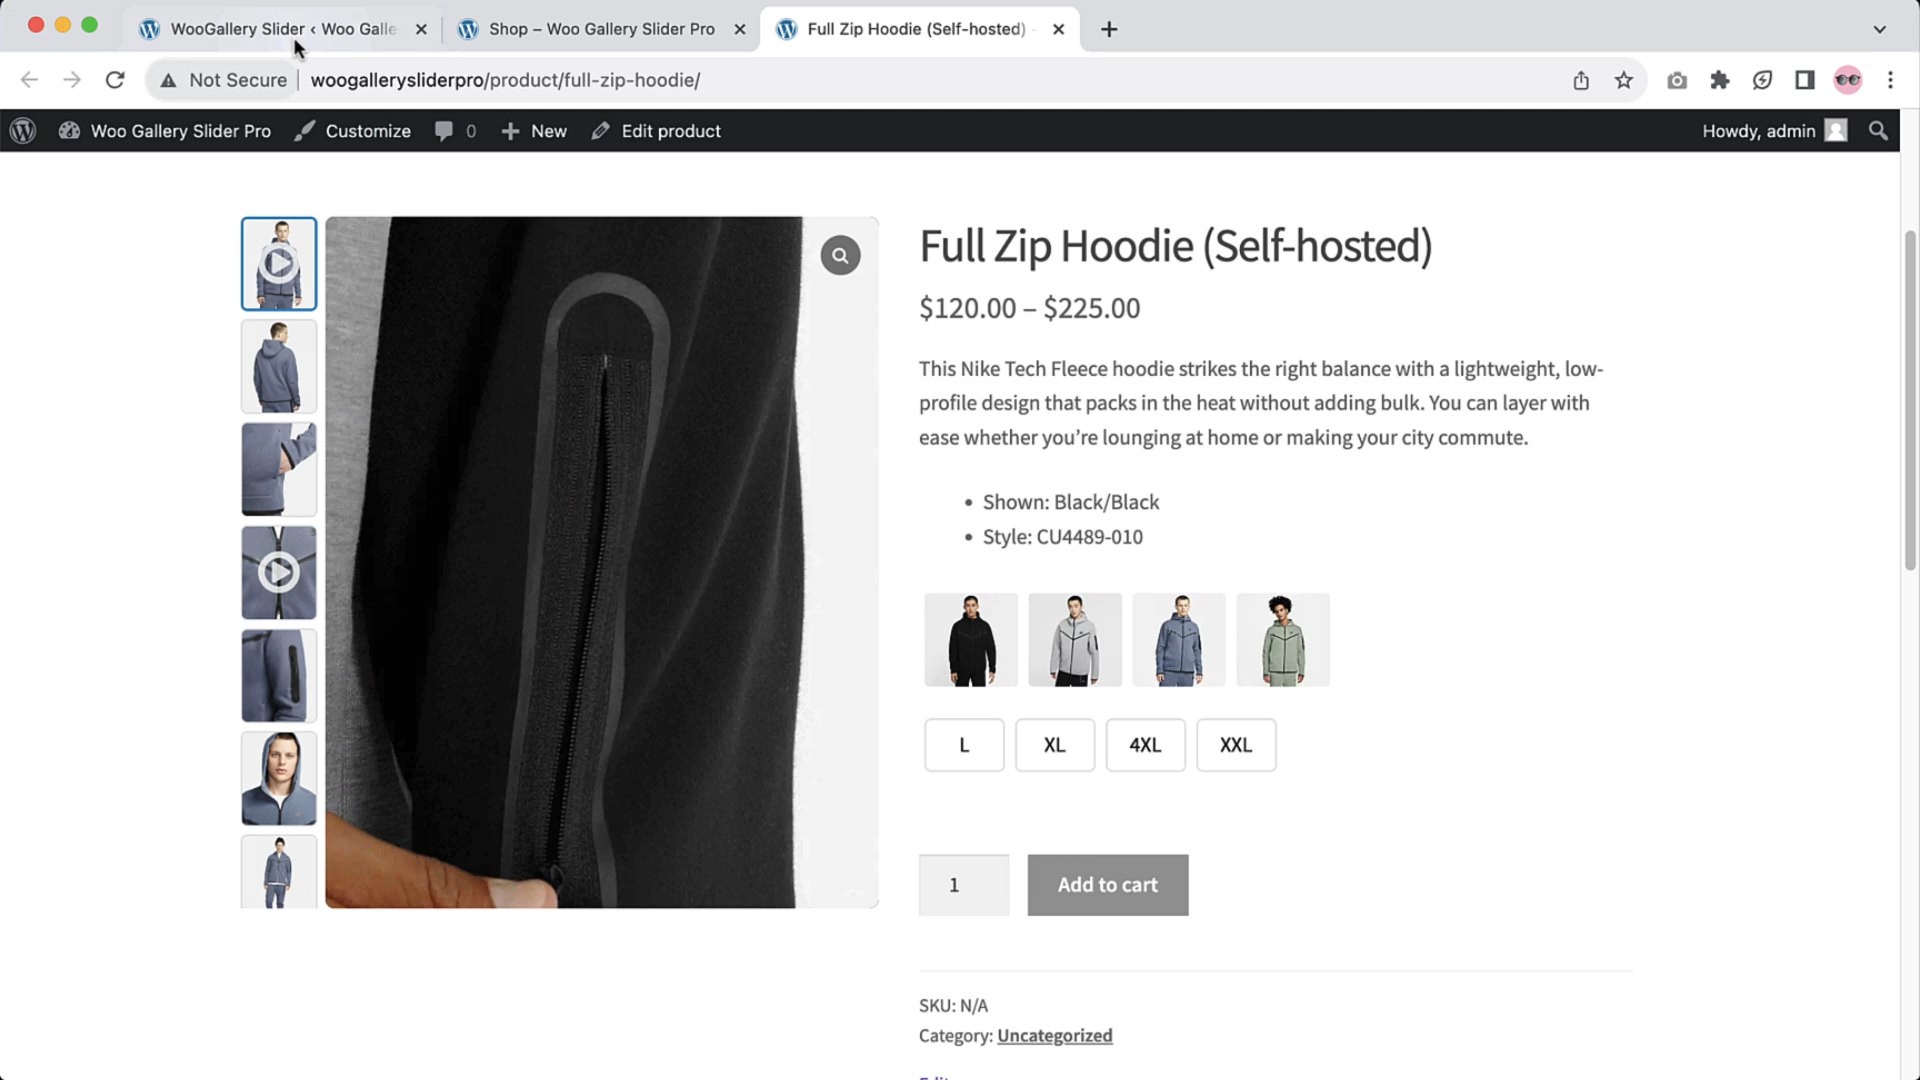 WooGallery Slider ‹ Woo Galle
Shop – Woo Gallery Slider Pro
Full Zip Hoodie (Self-hosted)
Not Secure
woogallerysliderpro/product/full-zip-hoodie/
Woo Gallery Slider Pro
Customize
0
New
Edit product
Howdy, admin
Full Zip Hoodie (Self-hosted)
$120.00 – $225.00
This Nike Tech Fleece hoodie strikes the right balance with a lightweight, low-
profile design that packs in the heat without adding bulk. You can layer with
ease whether you’re lounging at home or making your city commute.
• Shown: Black/Black
• Style: CU4489-010
L
XL
4XL
XXL
1
Add to cart
SKU: N/A
Category: Uncategorized